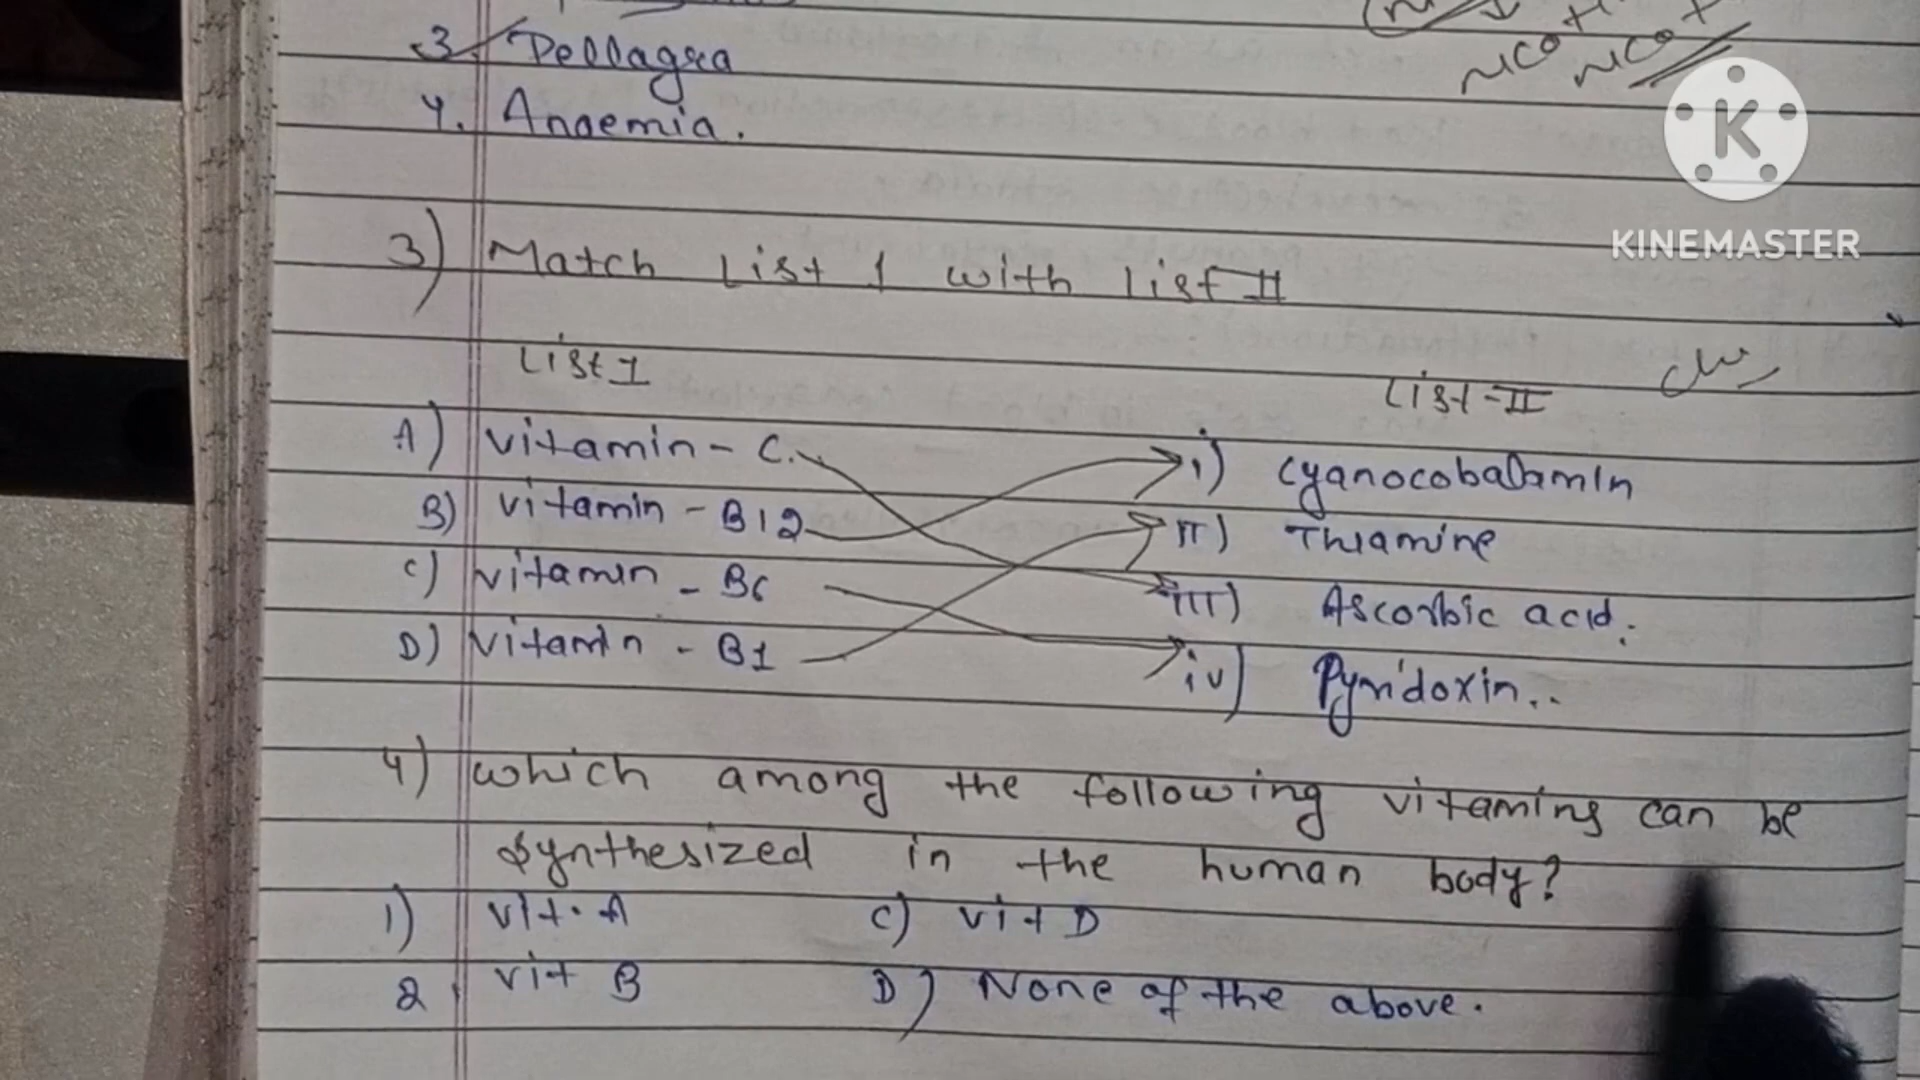 3. Pellagra
4. Anaemia.
KINEMASTER
3) Match List 1 with list II
List I
List-II
A) vitamin - C. i) cyanocobalamin
B) vitamin - B12 II) Thiamine
C) vitamin - B6 III) Ascorbic acid.
D) vitamin - B1 iv) Pyridoxin..
4) which among the following vitamins can be
synthesized in the human body?
1) vit. A C) vit D
2. vit B D) None of the above.